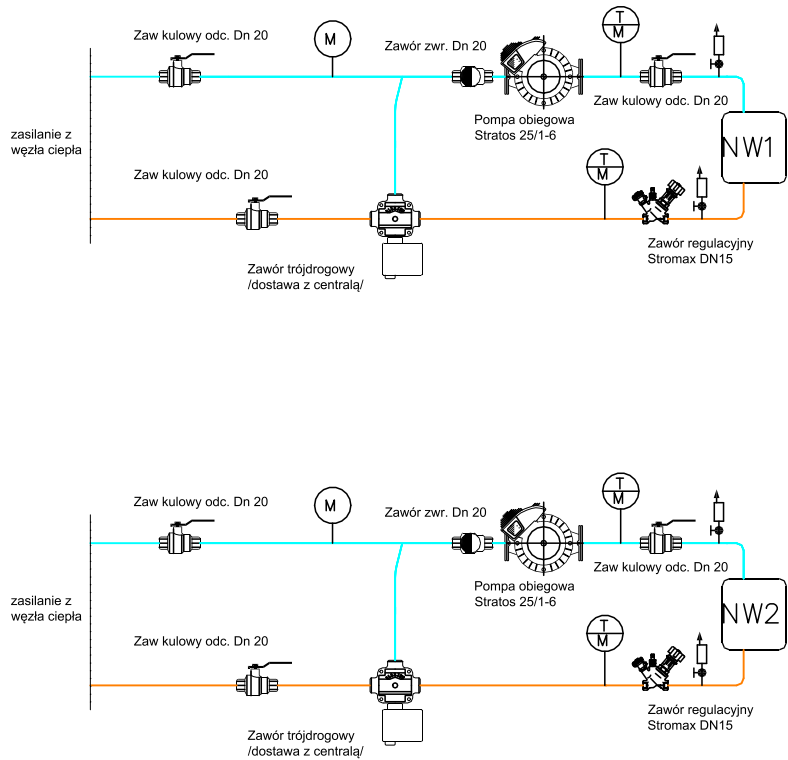 Zaw kulowy odc. Dn 20
M
Zawór zwr. Dn 20
T
M
Zaw kulowy odc. Dn 20
Pompa obiegowa
Stratos 25/1-6
zasilanie z
węzła ciepła
NW1
Zaw kulowy odc. Dn 20
T
M
Zawór regulacyjny
Stromax DN15
Zawór trójdrogowy
/dostawa z centralą/
Zaw kulowy odc. Dn 20
M
Zawór zwr. Dn 20
T
M
Zaw kulowy odc. Dn 20
Pompa obiegowa
Stratos 25/1-6
zasilanie z
węzła ciepła
NW2
Zaw kulowy odc. Dn 20
T
M
Zawór regulacyjny
Stromax DN15
Zawór trójdrogowy
/dostawa z centralą/